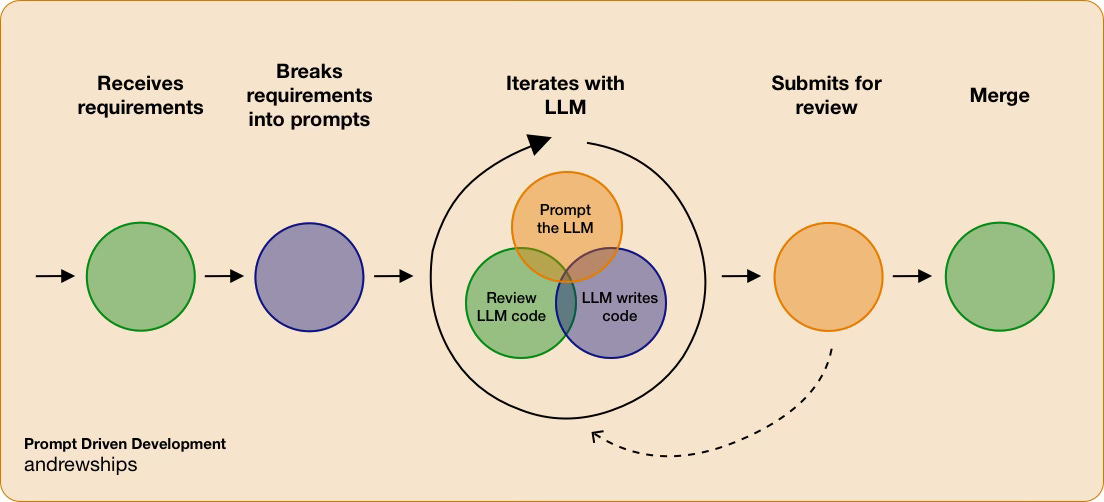 Receives
requirements
Breaks
requirements
into prompts
Iterates with
LLM
Submits for
review
Merge
Prompt
the LLM
Review
LLM code
LLM writes
code
Prompt Driven Development
andrewships